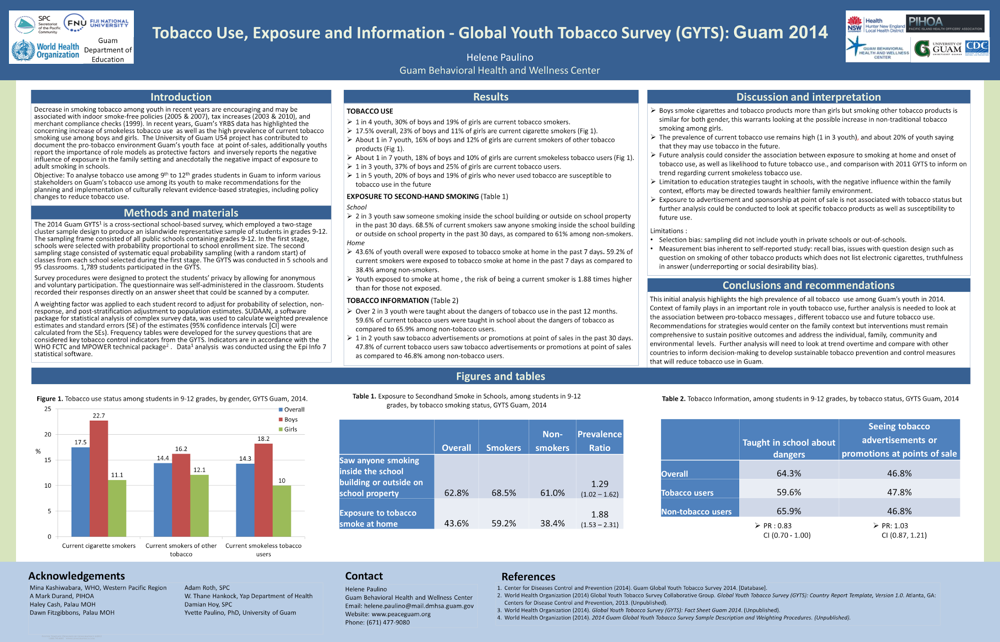 SPC
Secretariat
of the Pacific
Community
FNU
FIJI NATIONAL
UNIVERSITY
World Health
Organization
Guam
Department of
Education
Tobacco Use, Exposure and Information - Global Youth Tobacco Survey (GYTS): Guam 2014
Helene Paulino
Guam Behavioral Health and Wellness Center
NSW
GOVERNMENT
Health
Hunter New England
Local Health District
PIHOA
PACIFIC ISLAND HEALTH OFFICERS' ASSOCIATION
GUAM BEHAVIORAL
HEALTH AND WELLNESS
CENTER
UNIVERSITY OF
GUAM
UNIBETSEDÅT GUAHAN
CDC
Introduction
Decrease in smoking tobacco among youth in recent years are encouraging and may be
associated with indoor smoke-free policies (2005 & 2007), tax increases (2003 & 2010), and
merchant compliance checks (1999). In recent years, Guam's YRBS data has highlighted the
concerning increase of smokeless tobacco use as well as the high prevalence of current tobacco
smoking use among boys and girls. The University of Guam U54 project has contributed to
document the pro-tobacco environment Guam's youth face at point of-sales, additionally youths
report the importance of role models as protective factors and inversely reports the negative
influence of exposure in the family setting and anecdotally the negative impact of exposure to
adult smoking in schools.
Objective: To analyse tobacco use among 9th to 12th grades students in Guam to inform various
stakeholders on Guam's tobacco use among its youth to make recommendations for the
planning and implementation of culturally relevant evidence-based strategies, including policy
changes to reduce tobacco use.
Methods and materials
The 2014 Guam GYTS1 is a cross-sectional school-based survey, which employed a two-stage
cluster sample design to produce an islandwide representative sample of students in grades 9-12.
The sampling frame consisted of all public schools containing grades 9-12. In the first stage,
schools were selected with probability proportional to school enrollment size. The second
sampling stage consisted of systematic equal probability sampling (with a random start) of
classes from each school selected during the first stage. The GYTS was conducted in 5 schools and
95 classrooms. 1,789 students participated in the GYTS.
Survey procedures were designed to protect the students' privacy by allowing for anonymous
and voluntary participation. The questionnaire was self-administered in the classroom. Students
recorded their responses directly on an answer sheet that could be scanned by a computer.
A weighting factor was applied to each student record to adjust for probability of selection, non-
response, and post-stratification adjustment to population estimates. SUDAAN, a software
package for statistical analysis of complex survey data, was used to calculate weighted prevalence
estimates and standard errors (SE) of the estimates (95% confidence intervals [CI] were
calculated from the SEs). Frequency tables were developed for the survey questions that are
considered key tobacco control indicators from the GYTS. Indicators are in accordance with the
WHO FCTC and MPOWER technical package2 . Data1 analysis was conducted using the Epi Info 7
statistical software.
Results
TOBACCO USE
➢ 1 in 4 youth, 30% of boys and 19% of girls are current tobacco smokers.
➢ 17.5% overall, 23% of boys and 11% of girls are current cigarette smokers (Fig 1).
➢ About 1 in 7 youth, 16% of boys and 12% of girls are current smokers of other tobacco
products (Fig 1).
➢ About 1 in 7 youth, 18% of boys and 10% of girls are current smokeless tobacco users (Fig 1).
➢ 1 in 3 youth, 37% of boys and 25% of girls are current tobacco users.
➢ 1 in 5 youth, 20% of boys and 19% of girls who never used tobacco are susceptible to
tobacco use in the future
EXPOSURE TO SECOND-HAND SMOKING (Table 1)
School
➢ 2 in 3 youth saw someone smoking inside the school building or outside on school property
in the past 30 days. 68.5% of current smokers saw anyone smoking inside the school building
or outside on school property in the past 30 days, as compared to 61% among non-smokers.
Home
➢ 43.6% of youth overall were exposed to tobacco smoke at home in the past 7 days. 59.2% of
current smokers were exposed to tobacco smoke at home in the past 7 days as compared to
38.4% among non-smokers.
➢ Youth exposed to smoke at home , the risk of being a current smoker is 1.88 times higher
than for those not exposed.
TOBACCO INFORMATION (Table 2)
➢ Over 2 in 3 youth were taught about the dangers of tobacco use in the past 12 months.
59.6% of current tobacco users were taught in school about the dangers of tobacco as
compared to 65.9% among non-tobacco users.
➢ 1 in 2 youth saw tobacco advertisements or promotions at point of sales in the past 30 days.
47.8% of current tobacco users saw tobacco advertisements or promotions at point of sales
as compared to 46.8% among non-tobacco users.
Discussion and interpretation
➢ Boys smoke cigarettes and tobacco products more than girls but smoking other tobacco products is
similar for both gender, this warrants looking at the possible increase in non-traditional tobacco
smoking among girls.
➢ The prevalence of current tobacco use remains high (1 in 3 youth), and about 20% of youth saying
that they may use tobacco in the future.
➢ Future analysis could consider the association between exposure to smoking at home and onset of
tobacco use, as well as likelihood to future tobacco use., and comparison with 2011 GYTS to inform on
trend regarding current smokeless tobacco use.
➢ Limitation to education strategies taught in schools, with the negative influence within the family
context, efforts may be directed towards healthier family environment.
➢ Exposure to advertisement and sponsorship at point of sale is not associated with tobacco status but
further analysis could be conducted to look at specific tobacco products as well as susceptibility to
future use.
Limitations :
• Selection bias: sampling did not include youth in private schools or out-of-schools.
• Measurement bias inherent to self-reported study: recall bias, issues with question design such as
question on smoking of other tobacco products which does not list electronic cigarettes, truthfulness
in answer (underreporting or social desirability bias).
Conclusions and recommendations
This initial analysis highlights the high prevalence of all tobacco use among Guam's youth in 2014.
Context of family plays in an important role in youth tobacco use, further analysis is needed to look at
the association between pro-tobacco messages , different tobacco use and future tobacco use.
Recommendations for strategies would center on the family context but interventions must remain
comprehensive to sustain positive outcomes and address the individual, family, community and
environmental levels. Further analysis will need to look at trend overtime and compare with other
countries to inform decision-making to develop sustainable tobacco prevention and control measures
that will reduce tobacco use in Guam.
Figures and tables
Figure 1. Tobacco use status among students in 9-12 grades, by gender, GYTS Guam, 2014.
25
20
%
15
10
5
0
Overall
Boys
Girls
17.5
22.7
11.1
14.4
16.2
12.1
14.3
18.2
10
Current cigarette smokers
Current smokers of other
tobacco
Current smokeless tobacco
users
Table 1. Exposure to Secondhand Smoke in Schools, among students in 9-12
grades, by tobacco smoking status, GYTS Guam, 2014
Overall Smokers Non-smokers Prevalence Ratio
Saw anyone smoking
inside the school
building or outside on
school property
62.8% 68.5% 61.0% 1.29
(1.02 – 1.62)
Exposure to tobacco
smoke at home
43.6% 59.2% 38.4% 1.88
(1.53 – 2.31)
Table 2. Tobacco Information, among students in 9-12 grades, by tobacco status, GYTS Guam, 2014
Taught in school about
dangers
Seeing tobacco
advertisements or
promotions at points of sale
Overall 64.3% 46.8%
Tobacco users 59.6% 47.8%
Non-tobacco users 65.9% 46.8%
➢ PR : 0.83
CI (0.70 - 1.00)
➢ PR: 1.03
CI (0.87, 1.21)
Acknowledgements
Mina Kashiwabara, WHO, Western Pacific Region
A Mark Durand, PIHOA
Haley Cash, Palau MOH
Dawn Fitzgibbons, Palau MOH
Adam Roth, SPC
W. Thane Hankock, Yap Department of Health
Damian Hoy, SPC
Yvette Paulino, PhD, University of Guam
Contact
Helene Paulino
Guam Behavioral Health and Wellness Center
Email: helene.paulino@mail.dmhsa.guam.gov
Website: www.peaceguam.org
Phone: (671) 477-9080
References
1. Center for Diseases Control and Prevention (2014). Guam Global Youth Tobacco Survey 2014. [Database].
2. World Health Organization (2014) Global Youth Tobacco Survey Collaborative Group. Global Youth Tobacco Survey (GYTS): Country Report Template, Version 1.0. Atlanta, GA:
Centers for Disease Control and Prevention, 2013. (Unpublished).
3. World Health Organization (2014). Global Youth Tobacco Survey (GYTS): Fact Sheet Guam 2014. (Unpublished).
4. World Health Organization (2014). 2014 Guam Global Youth Tobacco Survey Sample Description and Weighting Procedures. (Unpublished).